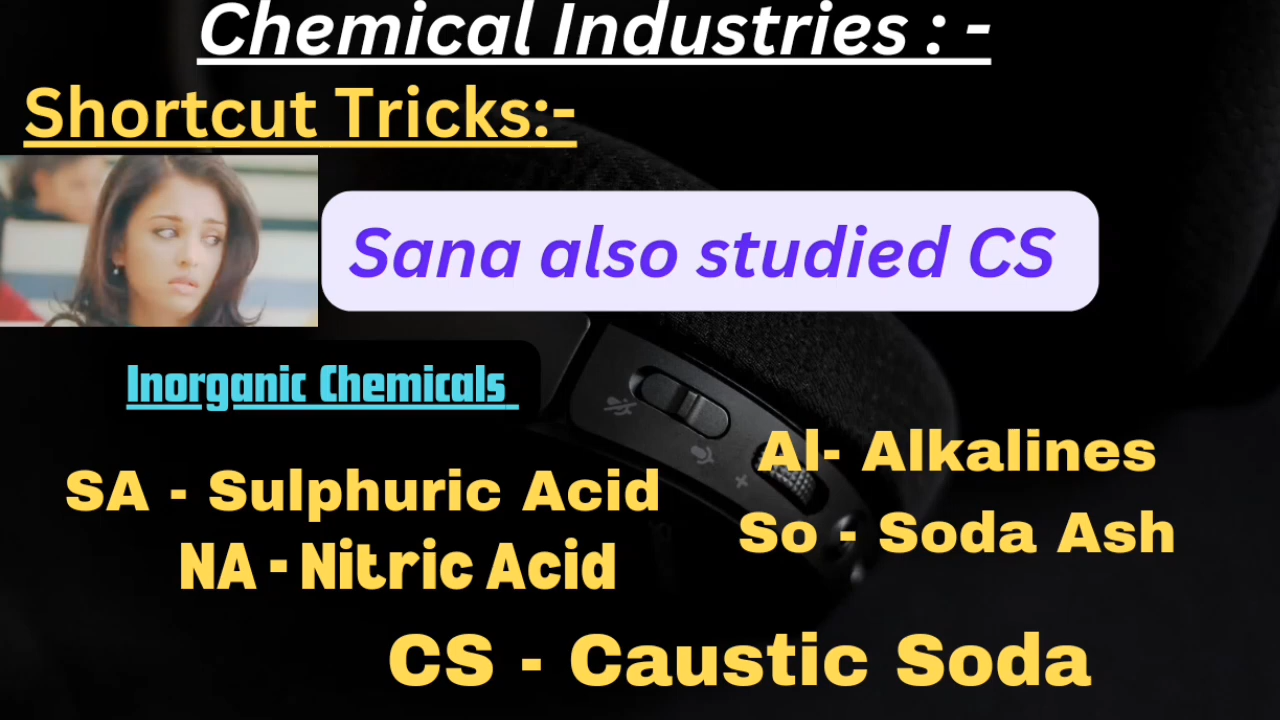 Chemical Industries : -
Shortcut Tricks:-
Sana also studied CS
Inorganic Chemicals
SA - Sulphuric Acid
NA - Nitric Acid
Al- Alkalines
So - Soda Ash
CS - Caustic Soda